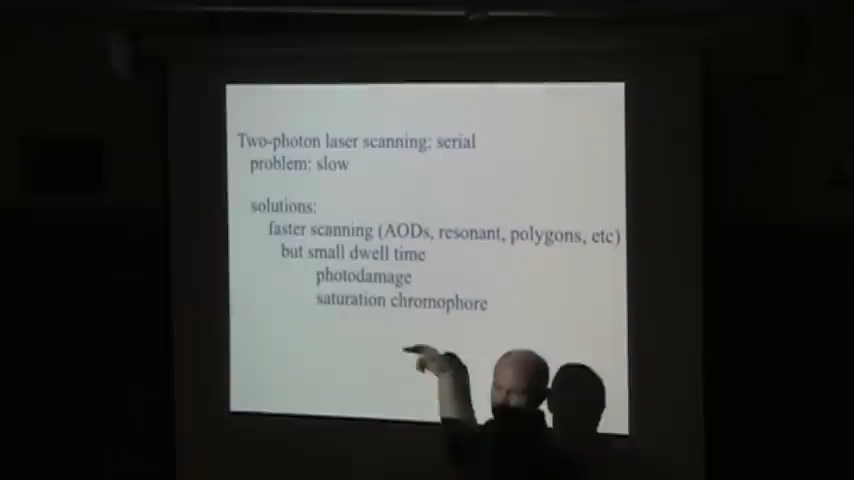 Two-photon laser scanning: serial
problem: slow
solutions:
faster scanning (AODs, resonant, polygons, etc)
but small dwell time
photodamage
saturation chromophore